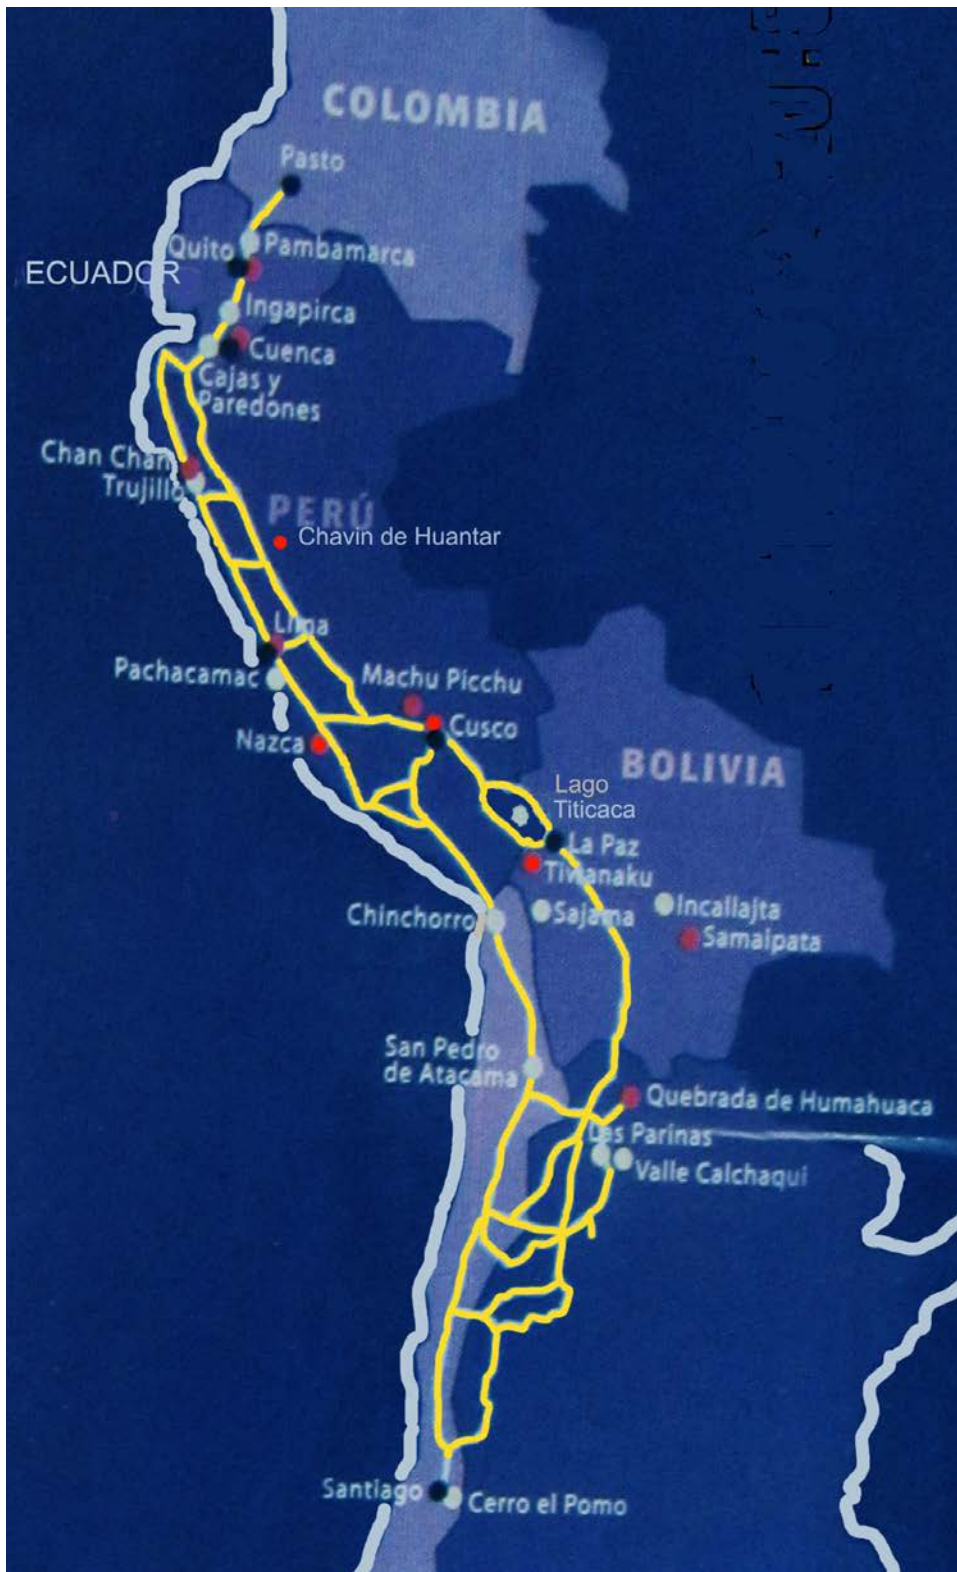 COLOMBIA
Pasto
Quito
Pambamarca
ECUADOR
Ingapirca
Cuenca
Cajas y
Paredones
Chan Chan
Trujillo
PERÚ
Chavin de Huantar
Lima
Pachacamac
Machu Picchu
Cusco
Nazca
BOLIVIA
Lago
Titicaca
La Paz
Tiwanaku
Chinchorro
Sajama
Incallajta
Samaipata
San Pedro
de Atacama
Quebrada de Humahuaca
Las Parinas
Valle Calchaqui
Santiago
Cerro el Pomo